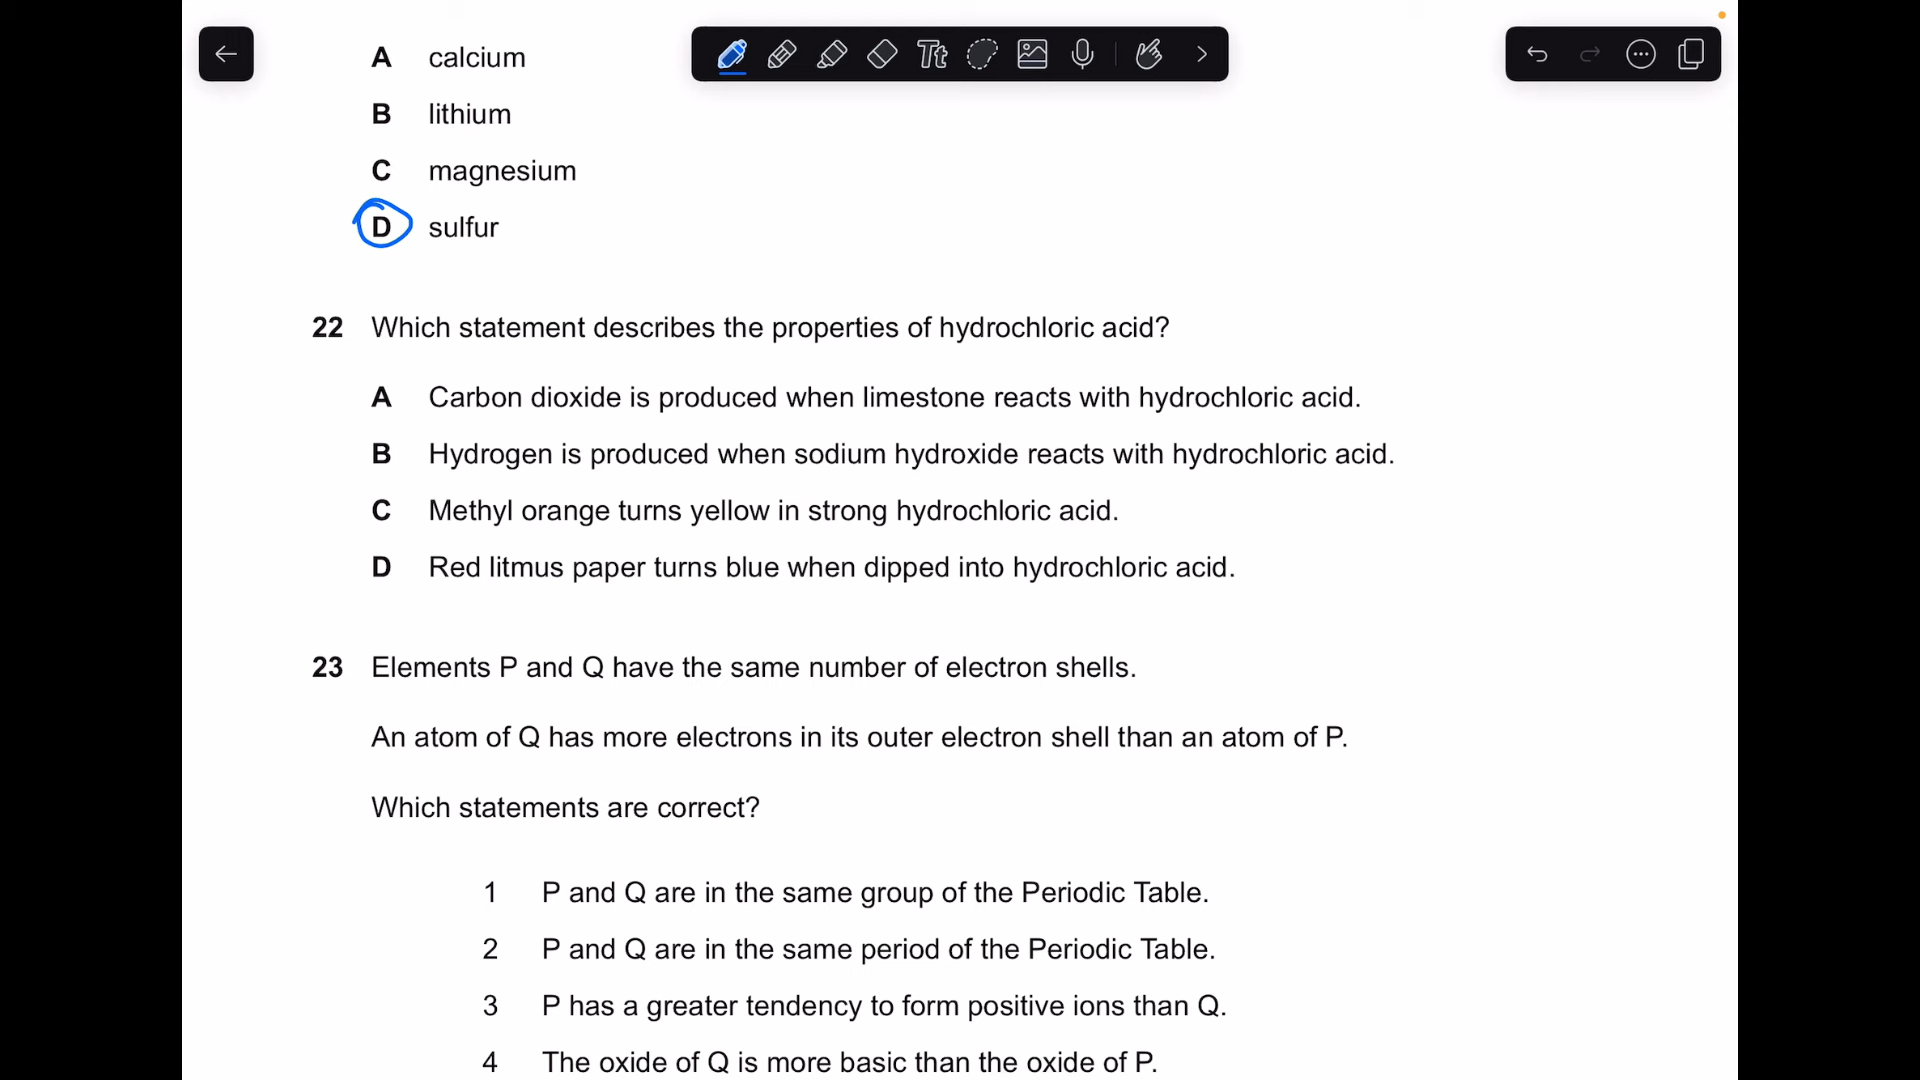 A calcium
B lithium
C magnesium
D sulfur
22 Which statement describes the properties of hydrochloric acid?
A Carbon dioxide is produced when limestone reacts with hydrochloric acid.
B Hydrogen is produced when sodium hydroxide reacts with hydrochloric acid.
C Methyl orange turns yellow in strong hydrochloric acid.
D Red litmus paper turns blue when dipped into hydrochloric acid.
23 Elements P and Q have the same number of electron shells.
An atom of Q has more electrons in its outer electron shell than an atom of P.
Which statements are correct?
1 P and Q are in the same group of the Periodic Table.
2 P and Q are in the same period of the Periodic Table.
3 P has a greater tendency to form positive ions than Q.
4 The oxide of Q is more basic than the oxide of P.